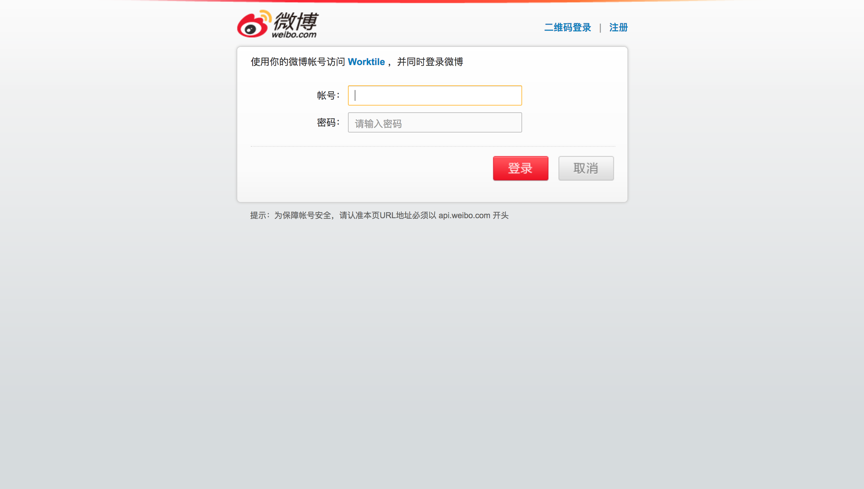 微博
weibo.com
二维码登录 | 注册
使用你的微博帐号访问 Worktile ，并同时登录微博
帐号：
密码： 请输入密码
登录 取消
提示：为保障帐号安全，请认准本页URL地址必须以 api.weibo.com 开头